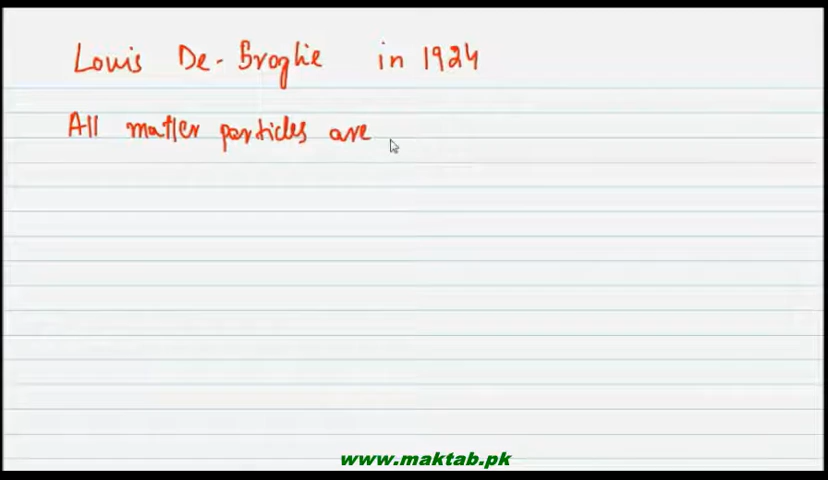 Louis De-Broglie in 1924
All matter particles are
www.maktab.pk